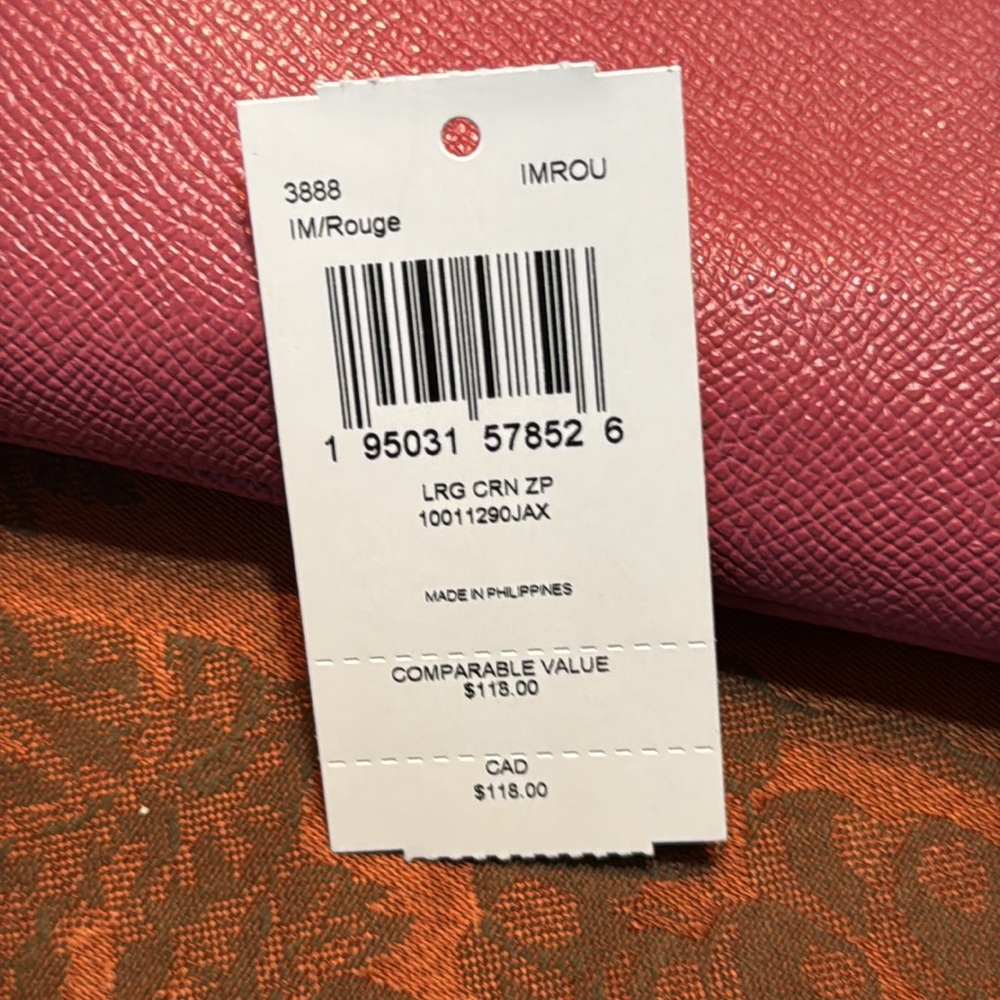 3888
IMROU
IM/Rouge
1 95031 57852 6
LRG CRN ZP
10011290JAX
MADE IN PHILIPPINES
COMPARABLE VALUE
$118.00
CAD
$118.00